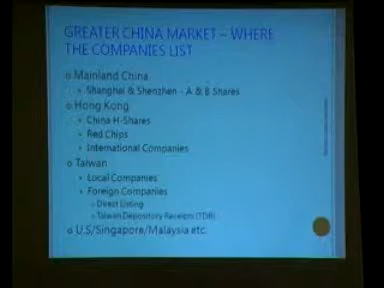 GREATER CHINA MARKET – WHERE
THE COMPANIES LIST
Mainland China
Shanghai & Shenzhen - A & B Shares
Hong Kong
China H-Shares
Red Chips
International Companies
Taiwan
Local Companies
Foreign Companies
Direct Listing
Taiwan Depository Receipts (TDR)
U.S/Singapore/Malaysia etc.